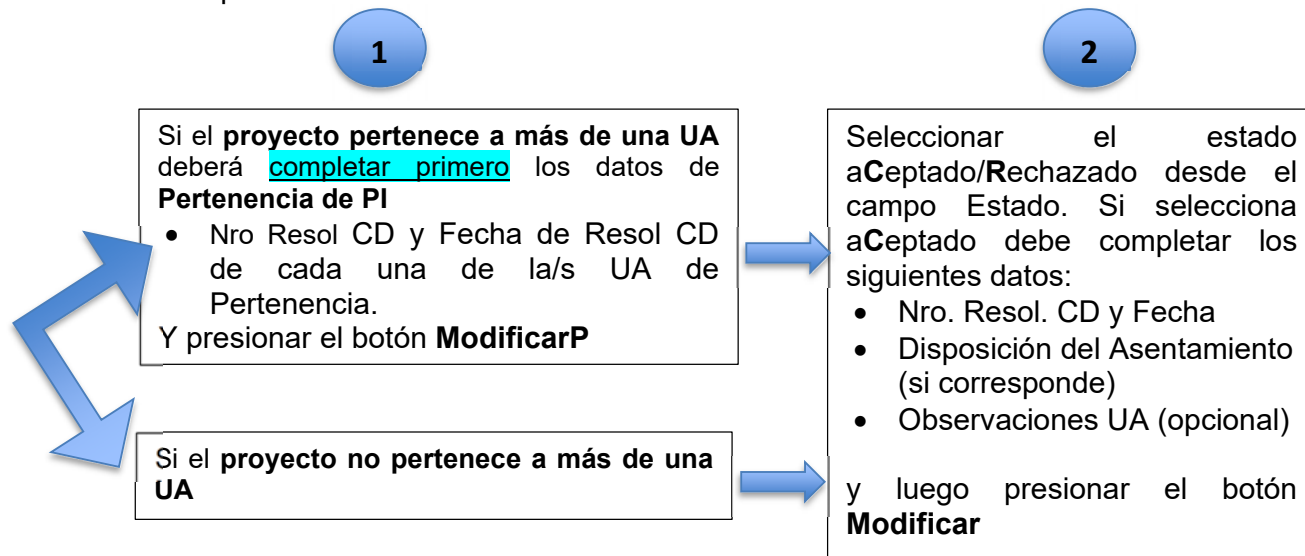 1
2
Si el proyecto pertenece a más de una UA
deberá completar primero los datos de
Pertenencia de PI
• Nro Resol CD y Fecha de Resol CD
de cada una de la/s UA de
Pertenencia.
Y presionar el botón ModificarP
Si el proyecto no pertenece a más de una
UA
Seleccionar el estado
aCeptado/Rechazado desde el
campo Estado. Si selecciona
aCeptado debe completar los
siguientes datos:
• Nro. Resol. CD y Fecha
• Disposición del Asentamiento
(si corresponde)
• Observaciones UA (opcional)
y luego presionar el botón
Modificar